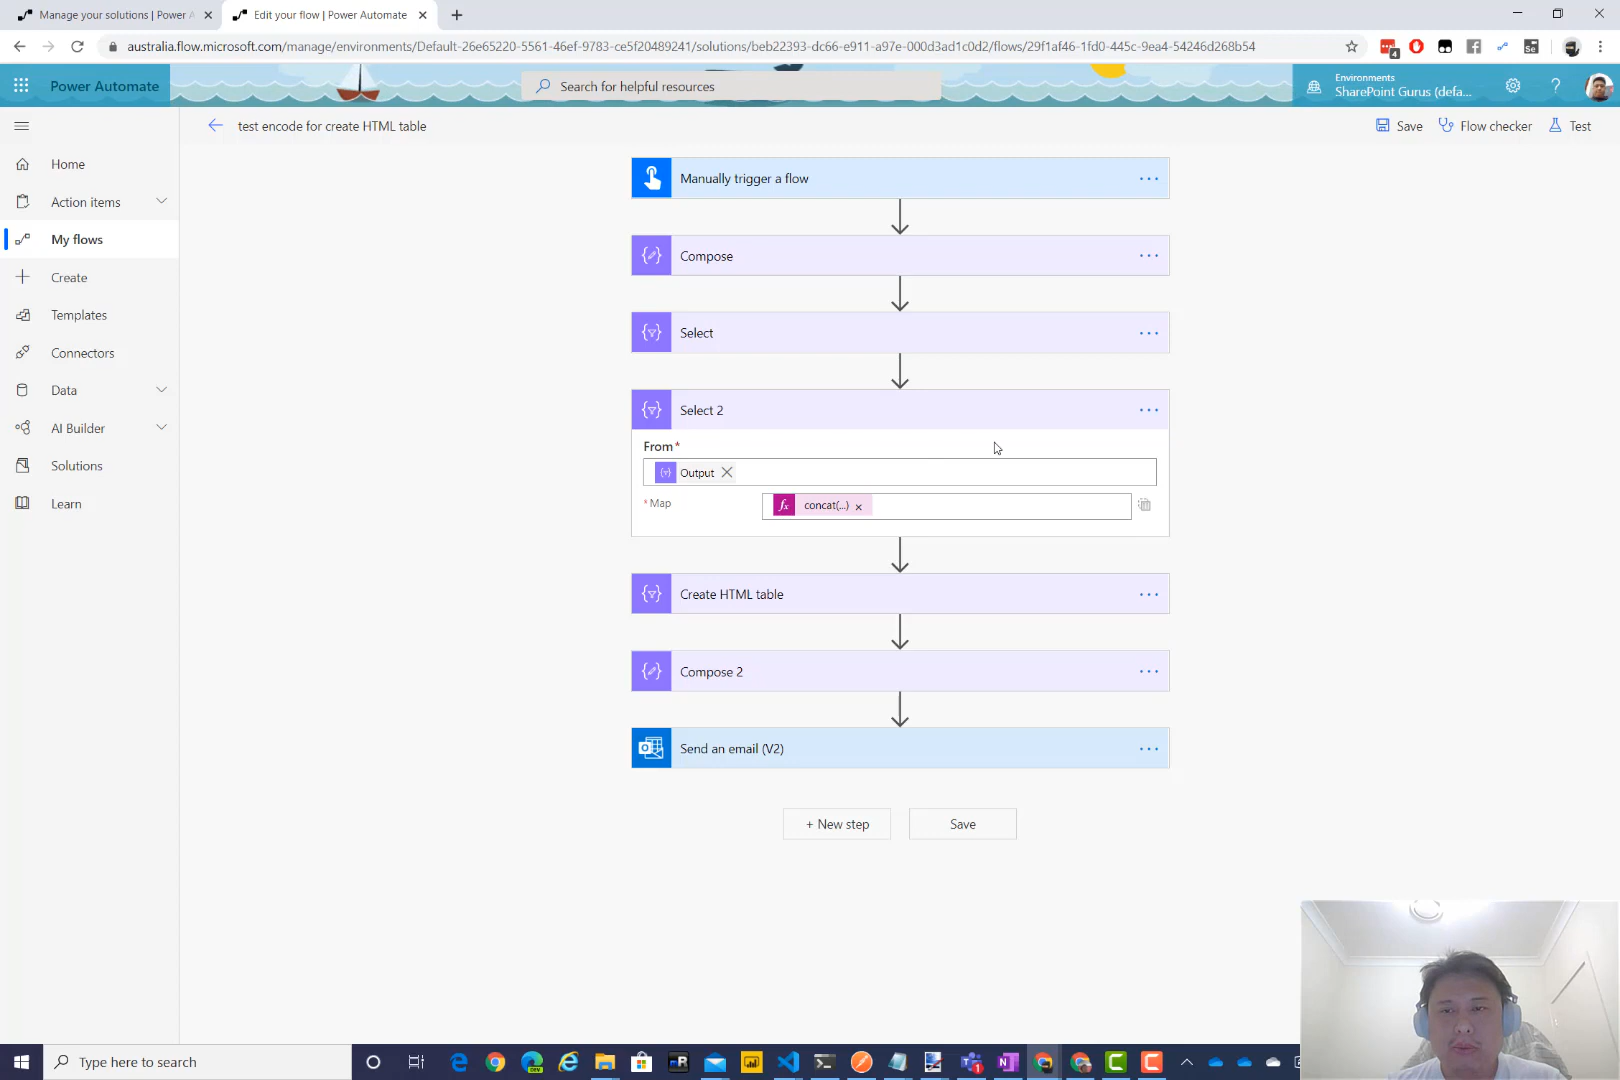 Manage your solutions | Power A
Edit your flow | Power Automate
australia.flow.microsoft.com/manage/environments/Default-26e65220-5561-46ef-9783-ce5f20489241/solutions/beb22393-dc66-e911-a97e-000d3ad1c0d2/flows/29f1af46-1fd0-445c-9ea4-54246d268b54
4
Se
Power Automate
Search for helpful resources
Environments
SharePoint Gurus (defa...
?
test encode for create HTML table
Save
Flow checker
Test
Home
Action items
My flows
Create
Templates
Connectors
Data
AI Builder
Solutions
Learn
Manually trigger a flow
Compose
Select
Select 2
From *
Output
* Map
fx concat(...)
Create HTML table
Compose 2
Send an email (V2)
+ New step
Save
Type here to search